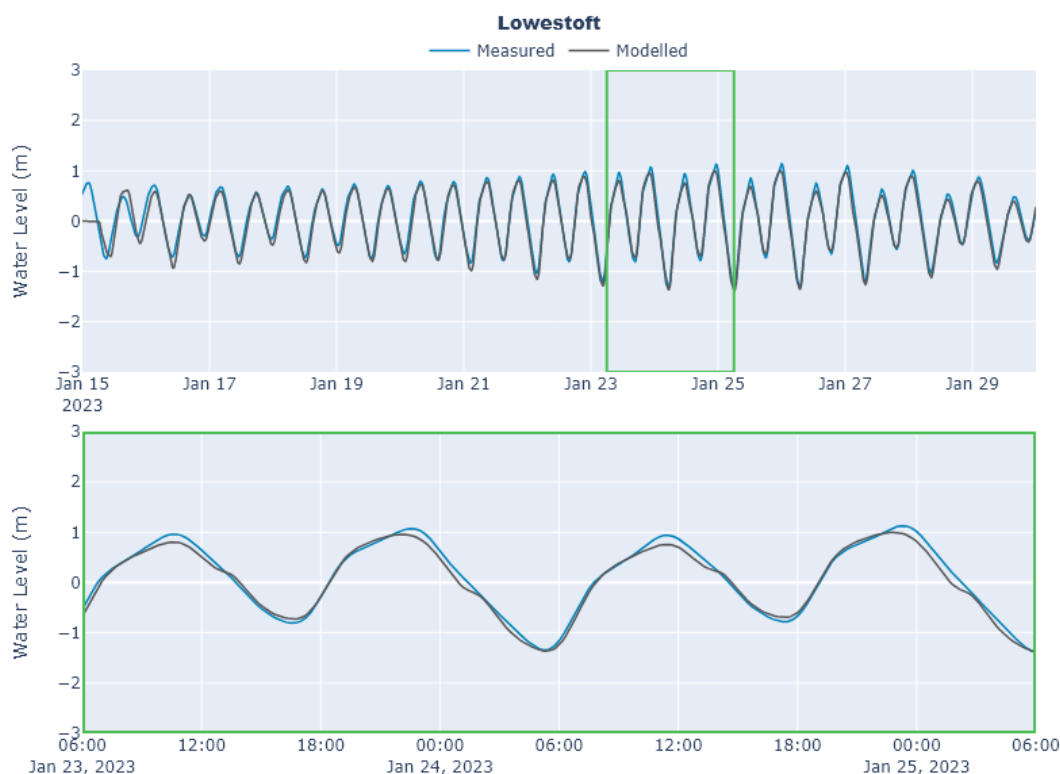 Lowestoft
Measured Modelled
Water Level (m)
3
2
1
0
−1
−2
−3
Jan 15 Jan 17 Jan 19 Jan 21 Jan 23 Jan 25 Jan 27 Jan 29
2023
Water Level (m)
3
2
1
0
−1
−2
−3
06:00 12:00 18:00 00:00 06:00 12:00 18:00 00:00 06:00
Jan 23, 2023 Jan 24, 2023 Jan 25, 2023